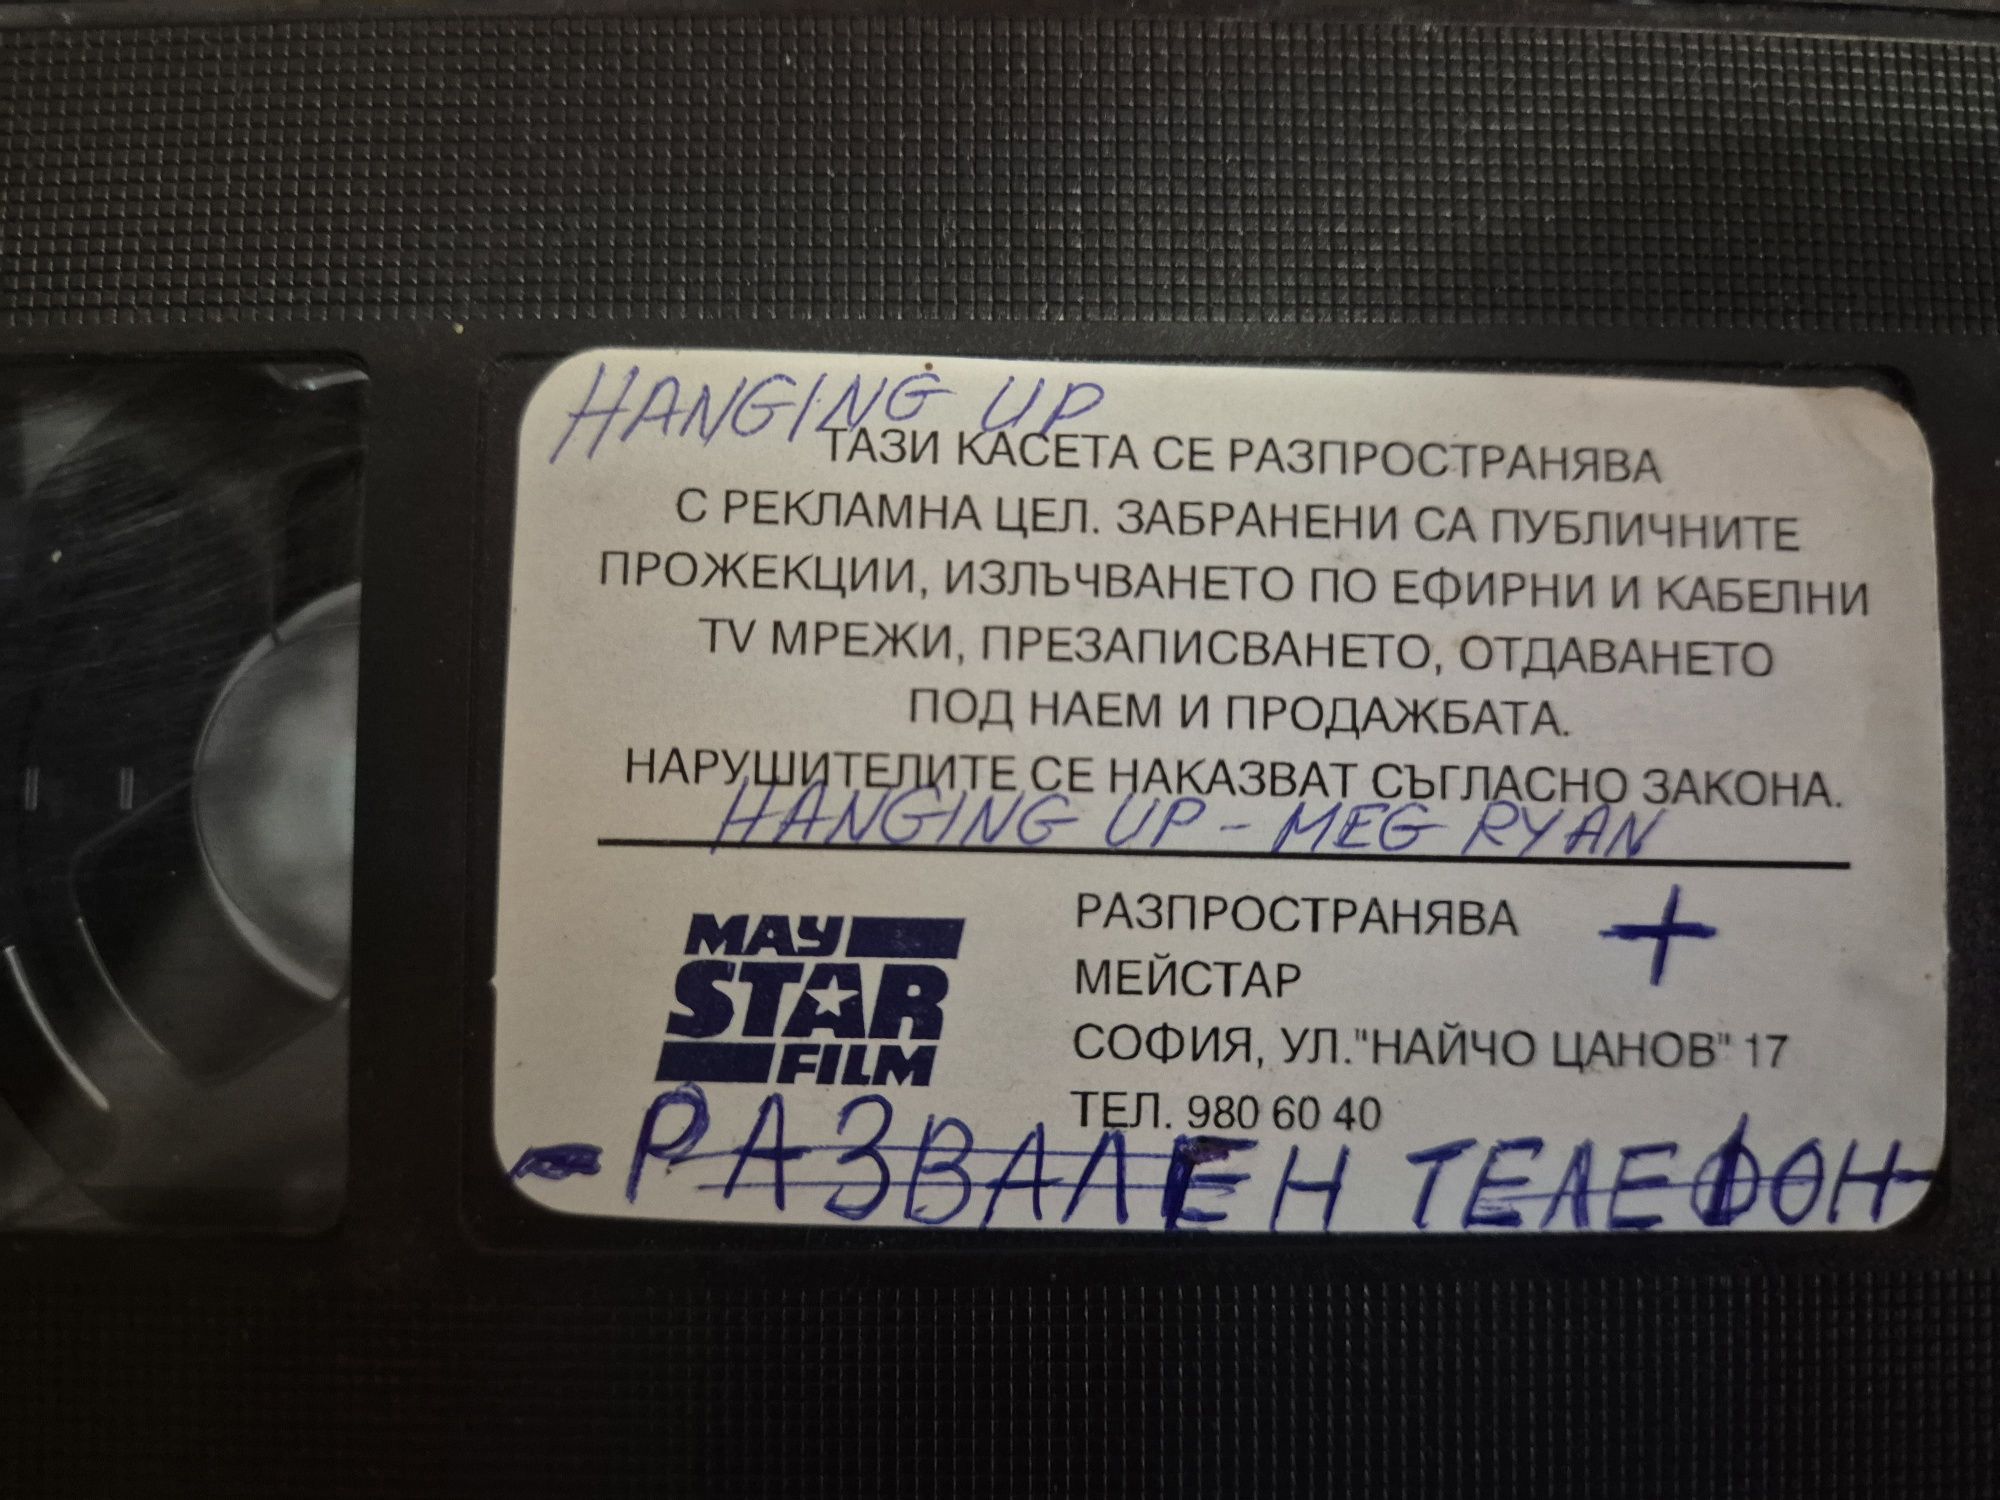 HANGING UP
ТАЗИ КАСЕТА СЕ РАЗПРОСТРАНЯВА
С РЕКЛАМНА ЦЕЛ. ЗАБРАНЕНИ СА ПУБЛИЧНИТЕ
ПРОЖЕКЦИИ, ИЗЛЪЧВАНЕТО ПО ЕФИРНИ И КАБЕЛНИ
TV МРЕЖИ, ПРЕЗАПИСВАНЕТО, ОТДАВАНЕТО
ПОД НАЕМ И ПРОДАЖБАТА.
НАРУШИТЕЛИТЕ СЕ НАКАЗВАТ СЪГЛАСНО ЗАКОНА.
HANGING UP - MEG RYAN
MAY
STAR
FILM
РАЗПРОСТРАНЯВА +
МЕЙСТАР
СОФИЯ, УЛ."НАЙЧО ЦАНОВ" 17
ТЕЛ. 980 60 40
- РАЗВАЛЕН ТЕЛЕФОН -